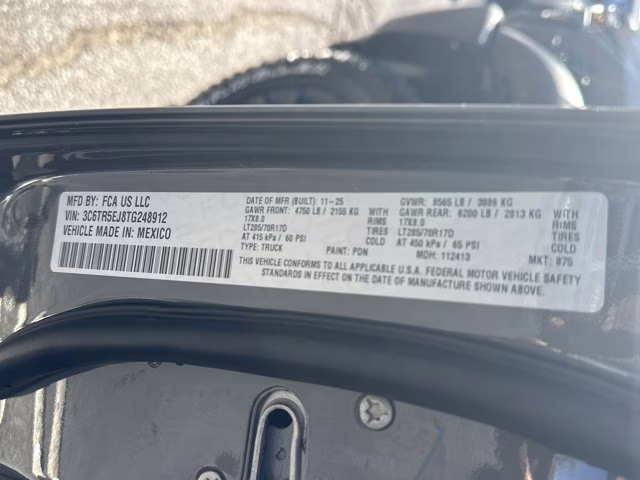 MFD BY: FCA US LLC
VIN: 3C6TR5EJ8TG248912
VEHICLE MADE IN: MEXICO
DATE OF MFR (BUILT): 11-25
GAWR FRONT: 4750 LB / 2155 KG
17X8.0 RIMS
LT285/70R17D TIRES
AT 415 kPa / 60 PSI COLD
TYPE: TRUCK PAINT: PDN
GVWR: 8565 LB / 3886 KG
GAWR REAR: 6200 LB / 2813 KG
17X8.0 RIMS
LT285/70R17D TIRES
AT 450 kPa / 65 PSI COLD
MDH: 112413 MKT: 875
THIS VEHICLE CONFORMS TO ALL APPLICABLE U.S.A. FEDERAL MOTOR VEHICLE SAFETY
STANDARDS IN EFFECT ON THE DATE OF MANUFACTURE SHOWN ABOVE.